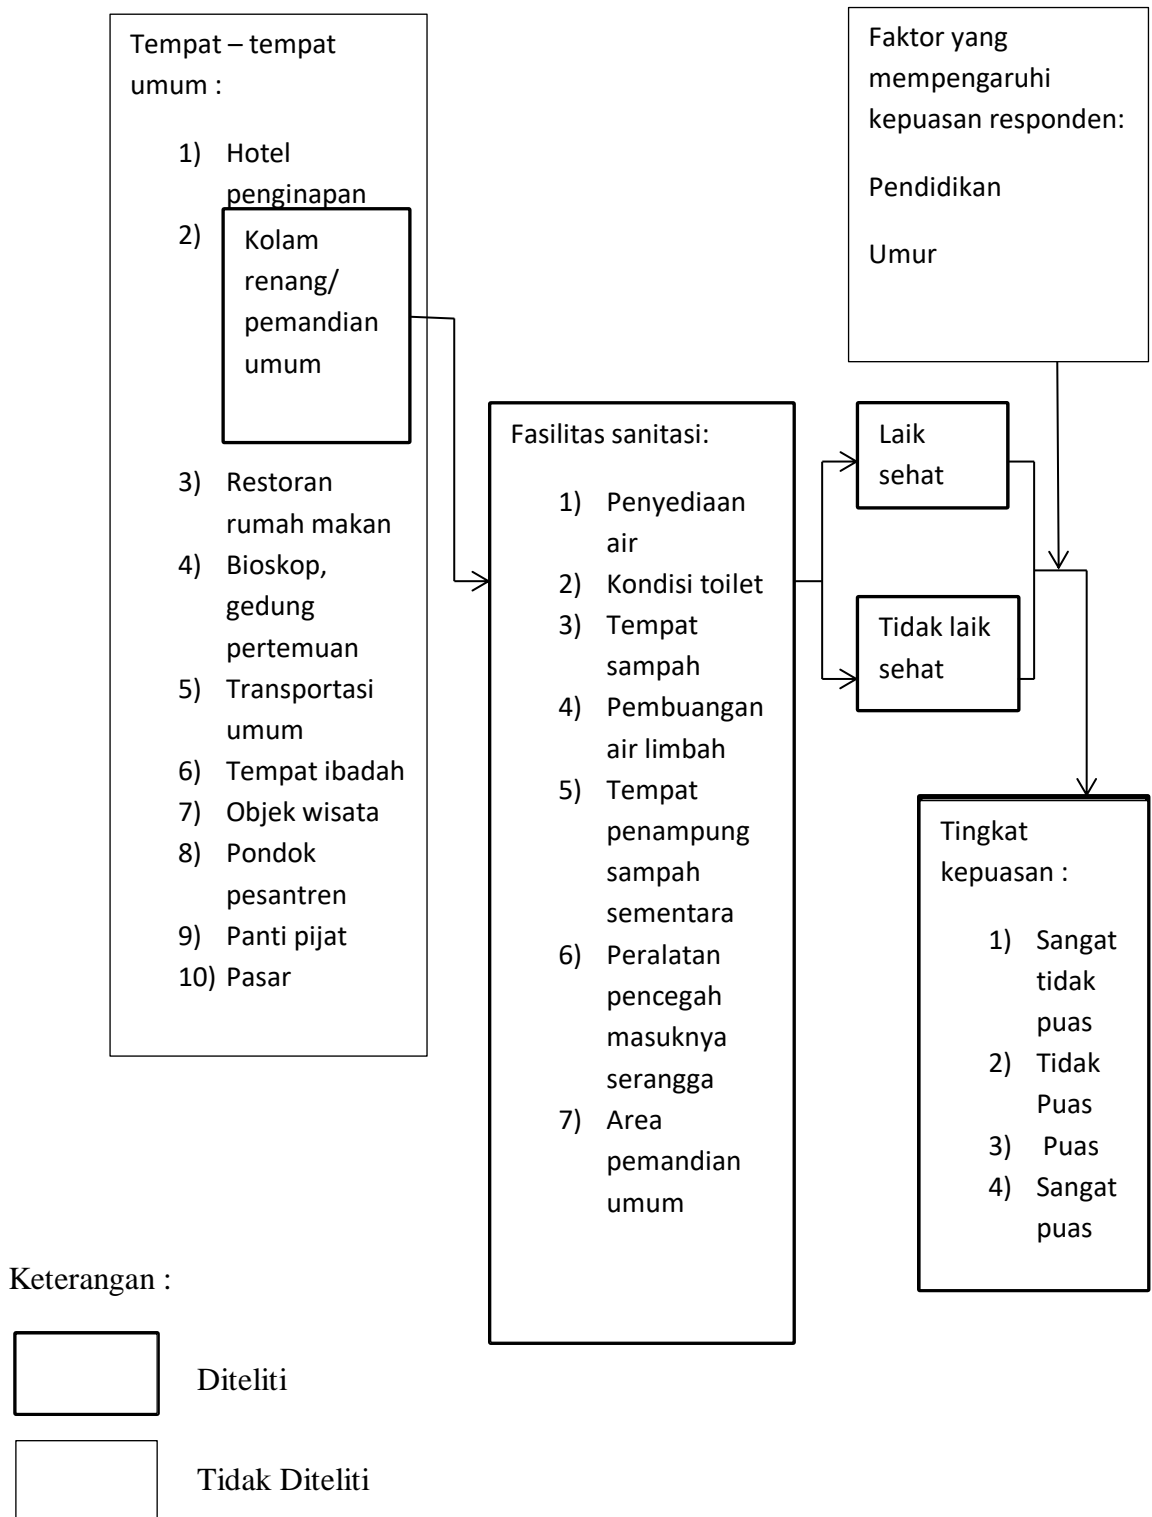 Tempat – tempat
umum :
1) Hotel
penginapan
2) Kolam
renang/
pemandian
umum
3) Restoran
rumah makan
4) Bioskop,
gedung
pertemuan
5) Transportasi
umum
6) Tempat ibadah
7) Objek wisata
8) Pondok
pesantren
9) Panti pijat
10) Pasar
Faktor yang
mempengaruhi
kepuasan responden:
Pendidikan
Umur
Fasilitas sanitasi:
1) Penyediaan
air
2) Kondisi toilet
3) Tempat
sampah
4) Pembuangan
air limbah
5) Tempat
penampung
sampah
sementara
6) Peralatan
pencegah
masuknya
serangga
7) Area
pemandian
umum
Laik
sehat
Tidak laik
sehat
Tingkat
kepuasan :
1) Sangat
tidak
puas
2) Tidak
Puas
3) Puas
4) Sangat
puas
Keterangan :
Diteliti
Tidak Diteliti